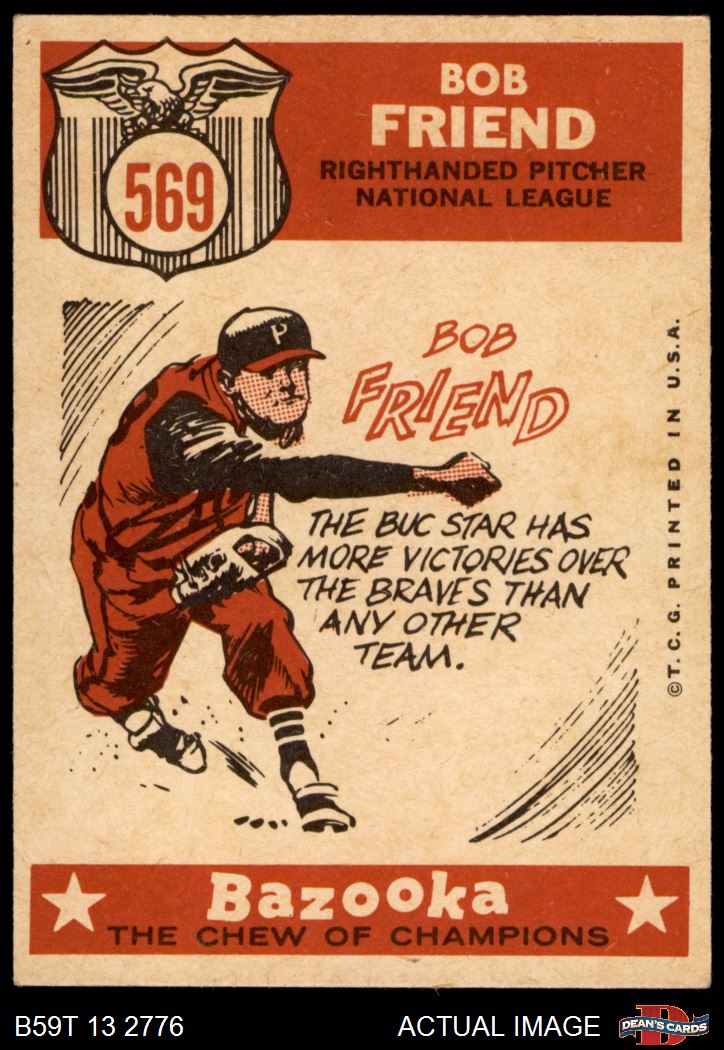 569
BOB
FRIEND
RIGHTHANDED PITCHER
NATIONAL LEAGUE
P
BOB
FRIEND
THE BUC STAR HAS
MORE VICTORIES OVER
THE BRAVES THAN
ANY OTHER
TEAM.
© T.C.G. PRINTED IN U.S.A.
Bazooka
THE CHEW OF CHAMPIONS
B59T 13 2776
ACTUAL IMAGE
D
DEAN'S CARDS